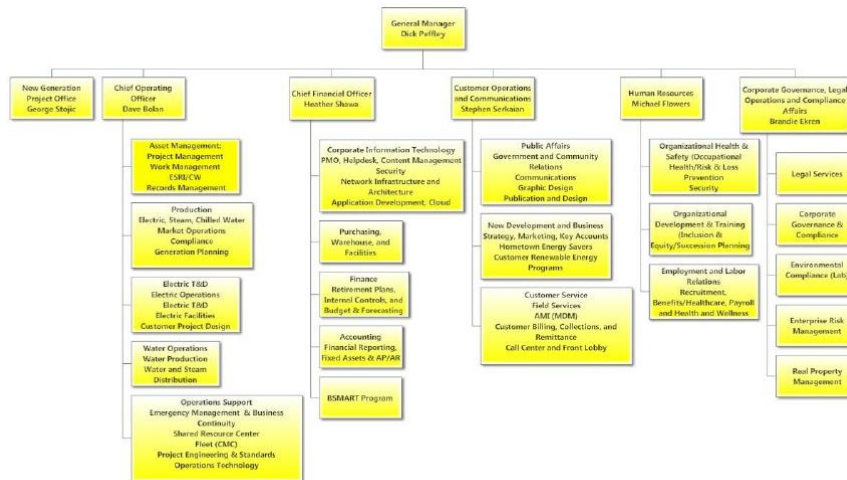 General Manager
Dick Peffley
New Generation
Project Office
George Stojic
Chief Operating
Officer
Dave Bolan
Asset Management:
Project Management
Work Management
ESRI/CW
Records Management
Production
Electric, Steam, Chilled Water
Market Operations
Compliance
Generation Planning
Electric T&D
Electric Operations
Electric T&D
Electric Facilities
Customer Project Design
Water Operations
Water Production
Water and Steam
Distribution
Operations Support
Emergency Management & Business
Continuity
Shared Resource Center
Fleet (CMC)
Project Engineering & Standards
Operations Technology
Chief Financial Officer
Heather Shawa
Corporate Information Technology
PMO, Helpdesk, Content Management
Security
Network Infrastructure and
Architecture
Application Development, Cloud
Purchasing,
Warehouse, and
Facilities
Finance
Retirement Plans,
Internal Controls, and
Budget & Forecasting
Accounting
Financial Reporting,
Fixed Assets & AP/AR
BSMART Program
Customer Operations
and Communications
Stephen Serkaian
Public Affairs
Government and Community
Relations
Communications
Graphic Design
Publication and Design
New Development and Business
Strategy, Marketing, Key Accounts
Hometown Energy Savers
Customer Renewable Energy
Programs
Customer Service
Field Services
AMI (MDM)
Customer Billing, Collections, and
Remittance
Call Center and Front Lobby
Human Resources
Michael Flowers
Organizational Health &
Safety (Occupational
Health/Risk & Loss
Prevention
Security
Organizational
Development & Training
(Inclusion &
Equity/Succession Planning
Employment and Labor
Relations
Recruitment,
Benefits/Healthcare, Payroll
and Health and Wellness
Corporate Governance, Legal
Operations and Compliance
Affairs
Brandie Ekren
Legal Services
Corporate
Governance &
Compliance
Environmental
Compliance (Lab)
Enterprise Risk
Management
Real Property
Management